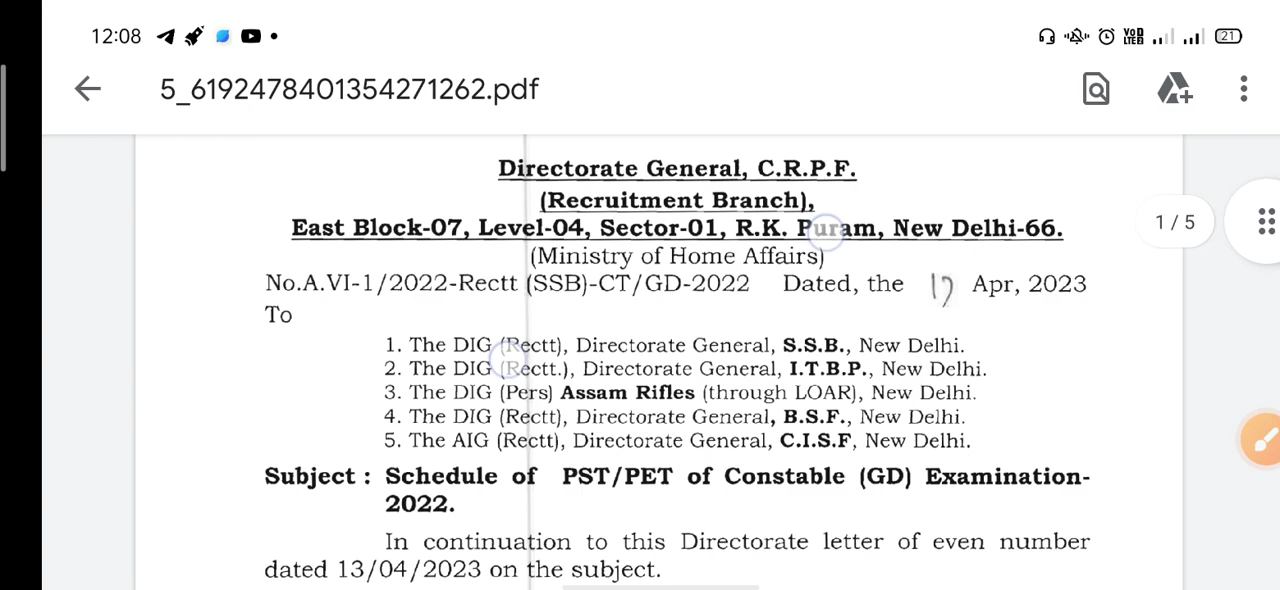 12:08
VoD LTED
21
5_6192478401354271262.pdf
Directorate General, C.R.P.F.
(Recruitment Branch),
East Block-07, Level-04, Sector-01, R.K. Puram, New Delhi-66.
(Ministry of Home Affairs)
No.A.VI-1/2022-Rectt (SSB)-CT/GD-2022 Dated, the 17 Apr, 2023
To
1. The DIG (Rectt), Directorate General, S.S.B., New Delhi.
2. The DIG (Rectt.), Directorate General, I.T.B.P., New Delhi.
3. The DIG (Pers) Assam Rifles (through LOAR), New Delhi.
4. The DIG (Rectt), Directorate General, B.S.F., New Delhi.
5. The AIG (Rectt), Directorate General, C.I.S.F, New Delhi.
Subject : Schedule of PST/PET of Constable (GD) Examination-
2022.
In continuation to this Directorate letter of even number
dated 13/04/2023 on the subject.
1 / 5